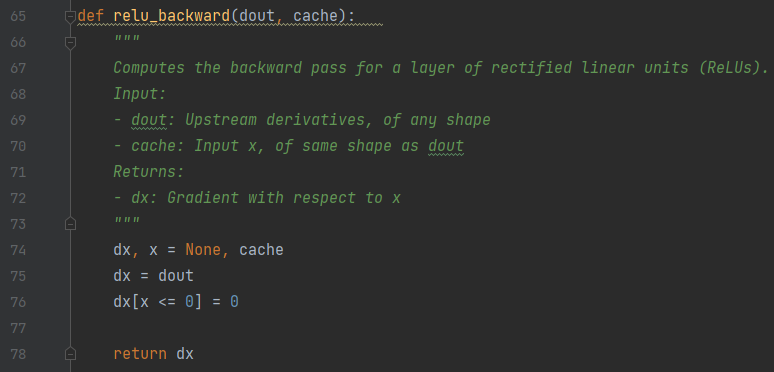 65 def relu_backward(dout, cache):
66     """
67     Computes the backward pass for a layer of rectified linear units (ReLUs).
68     Input:
69     - dout: Upstream derivatives, of any shape
70     - cache: Input x, of same shape as dout
71     Returns:
72     - dx: Gradient with respect to x
73     """
74     dx, x = None, cache
75     dx = dout
76     dx[x <= 0] = 0
77
78     return dx